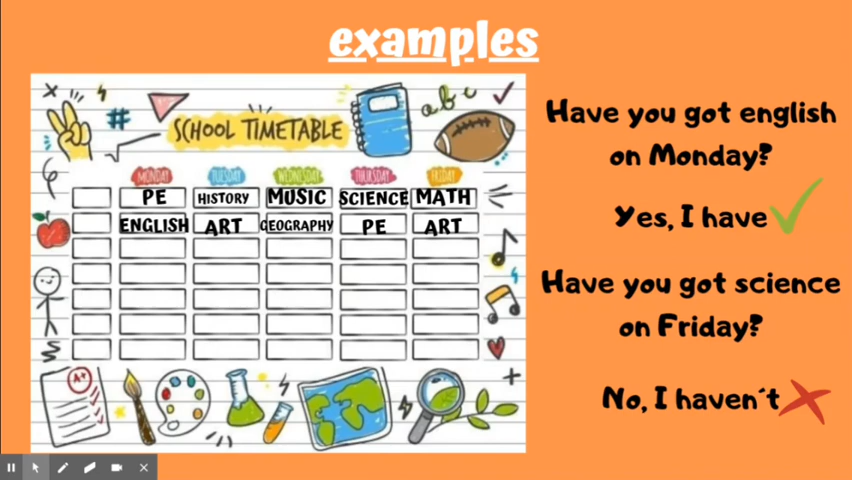 examples
abc
#
SCHOOL TIMETABLE
MONDAY TUESDAY WEDNESDAY THURSDAY FRIDAY
PE HISTORY MUSIC SCIENCE MATH
ENGLISH ART GEOGRAPHY PE ART
A+
Have you got english
on Monday?
Yes, I have
Have you got science
on Friday?
No, I haven´t